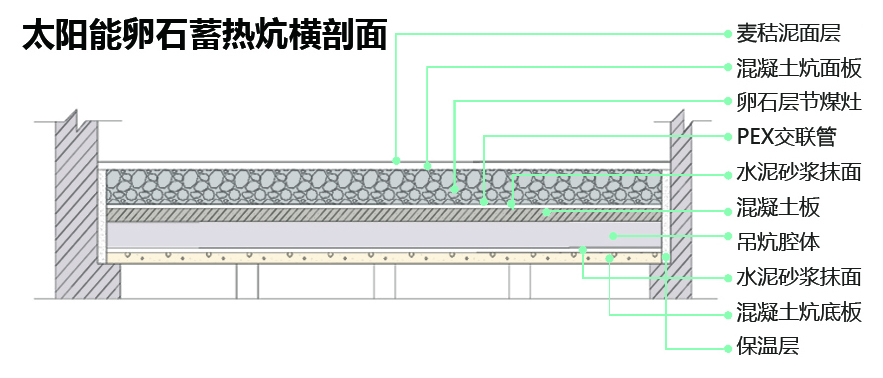 太阳能卵石蓄热炕横剖面
麦秸泥面层
混凝土炕面板
卵石层节煤灶
PEX交联管
水泥砂浆抹面
混凝土板
吊炕腔体
水泥砂浆抹面
混凝土炕底板
保温层